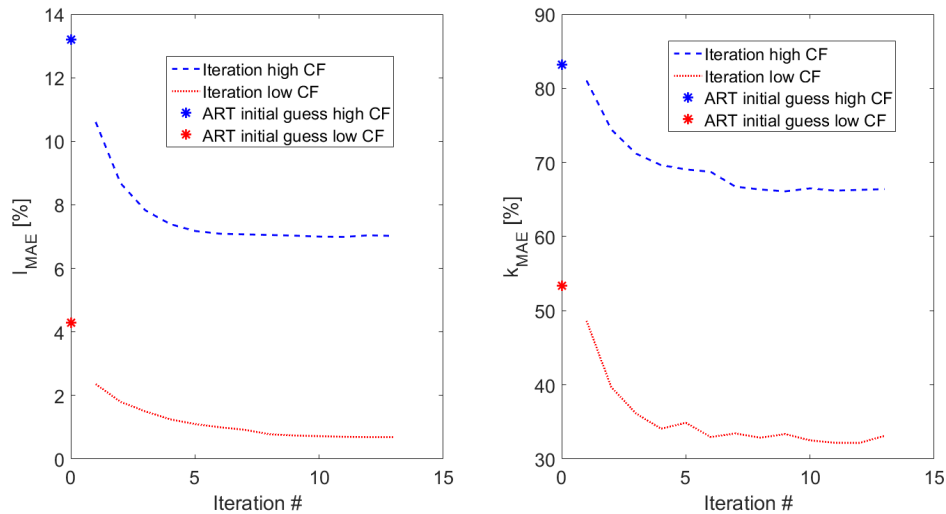 14
12
10
8
6
4
2
0
0
5
10
15
I_MAE [%]
Iteration #
Iteration high CF
Iteration low CF
ART initial guess high CF
ART initial guess low CF
90
80
70
60
50
40
30
0
5
10
15
k_MAE [%]
Iteration #
Iteration high CF
Iteration low CF
ART initial guess high CF
ART initial guess low CF